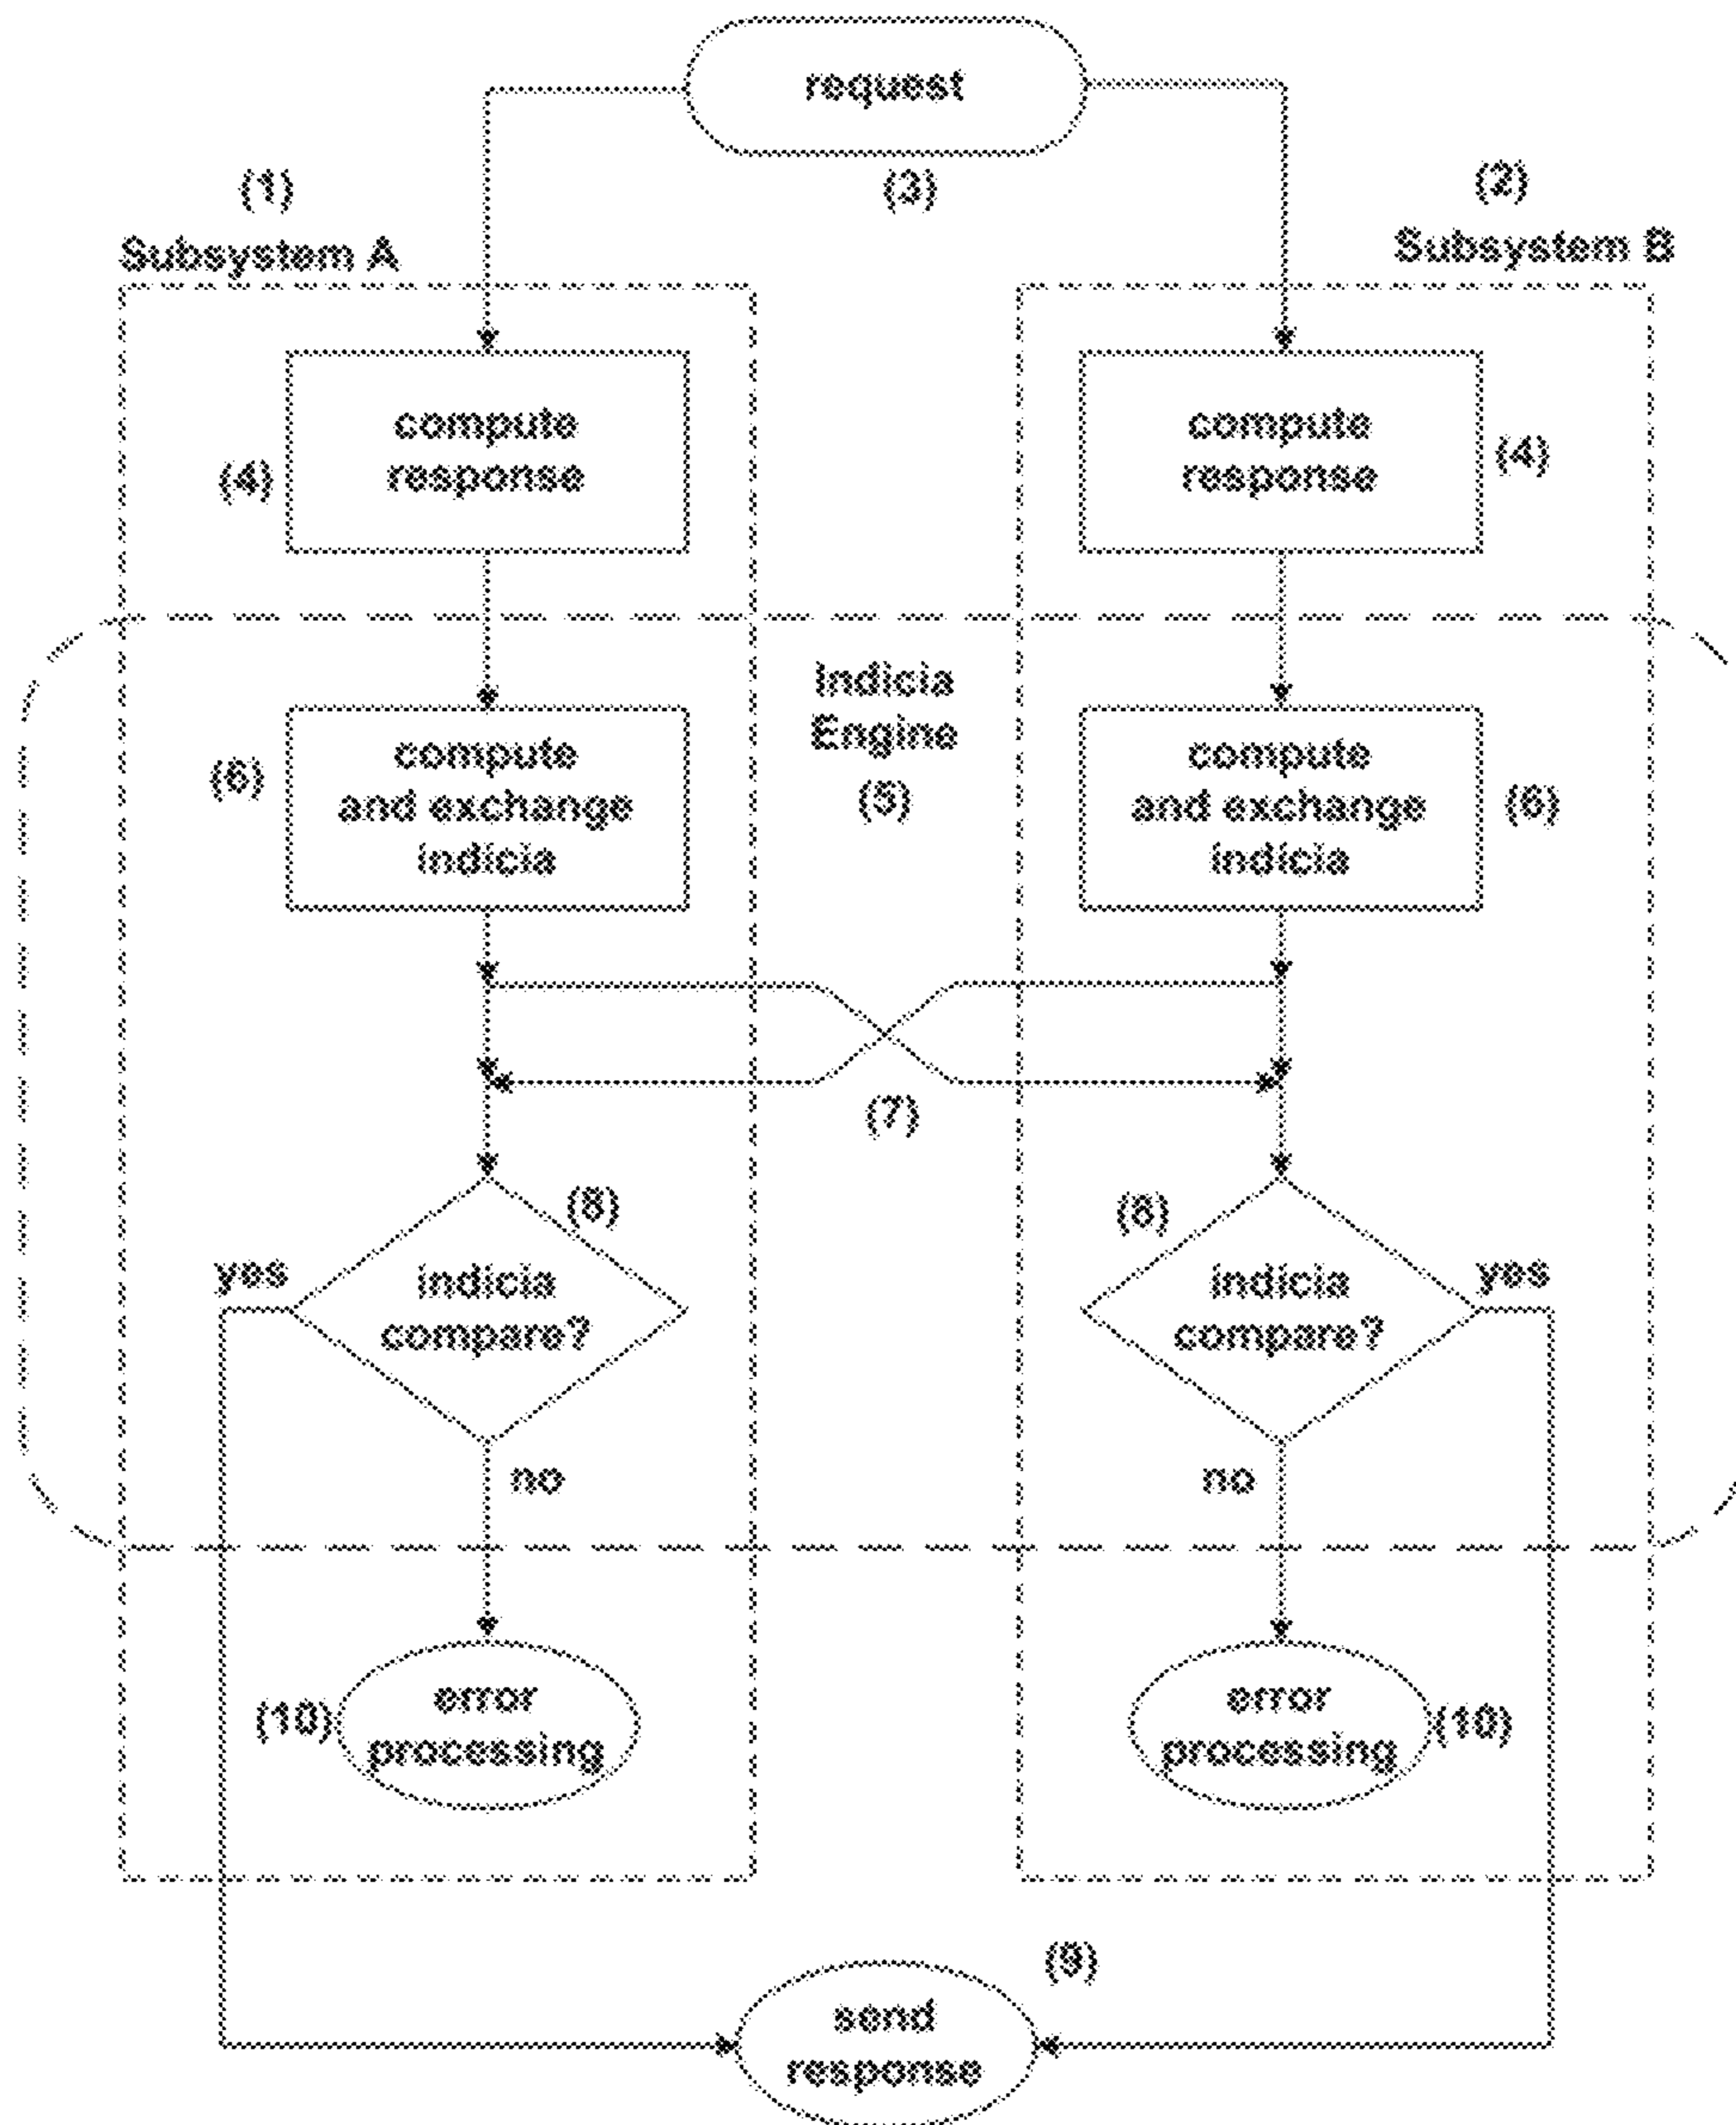 request
(3)
(1)
Subsystem A
(2)
Subsystem B
compute
response
(4)
compute
response
(4)
Indicia
Engine
(5)
compute
and exchange
indicia
(6)
compute
and exchange
indicia
(6)
(7)
(8)
indicia
compare?
yes
no
(8)
indicia
compare?
yes
no
error
processing
(10)
error
processing
(10)
(9)
send
response